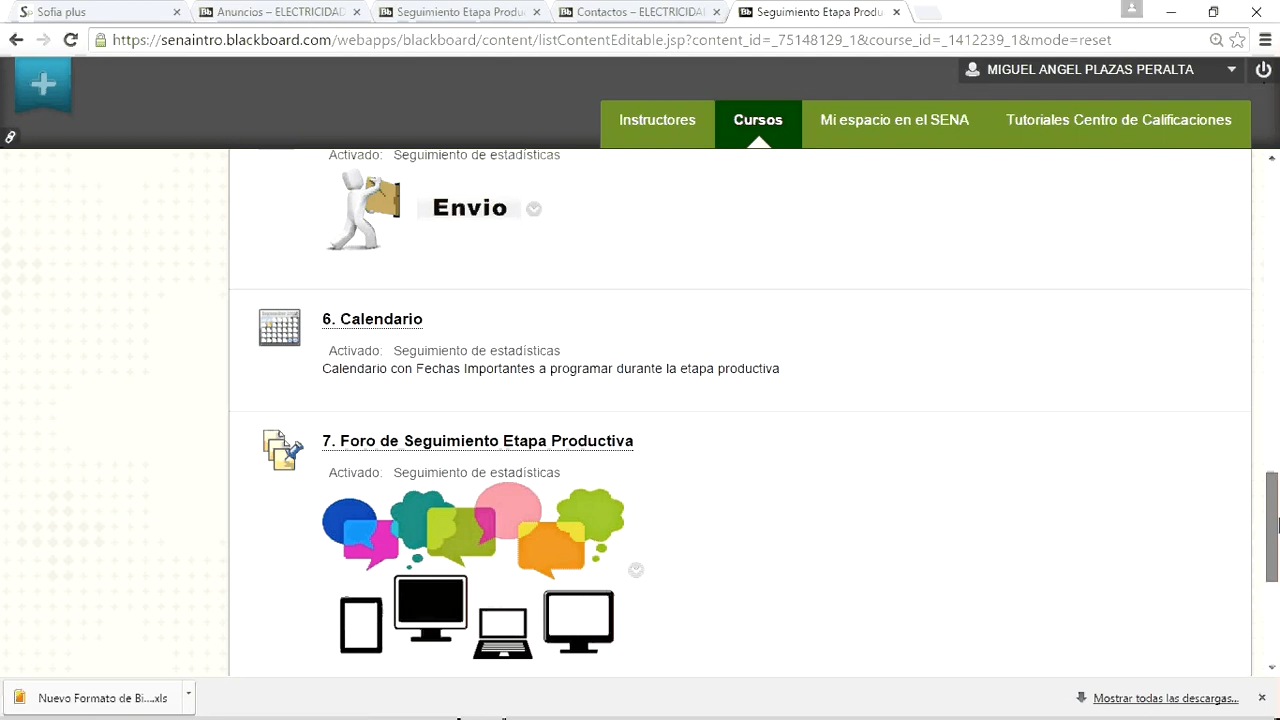 Sofia plus
Anuncios – ELECTRICIDAD
Seguimiento Etapa Produ
Contactos – ELECTRICIDA
Seguimiento Etapa Produ
https://senaintro.blackboard.com/webapps/blackboard/content/listContentEditable.jsp?content_id=_75148129_1&course_id=_1412239_1&mode=reset
MIGUEL ANGEL PLAZAS PERALTA
Instructores
Cursos
Mi espacio en el SENA
Tutoriales Centro de Calificaciones
Activado: Seguimiento de estadísticas
Envio
6. Calendario
Activado: Seguimiento de estadísticas
Calendario con Fechas Importantes a programar durante la etapa productiva
7. Foro de Seguimiento Etapa Productiva
Activado: Seguimiento de estadísticas
Nuevo Formato de Bi....xls
Mostrar todas las descargas...